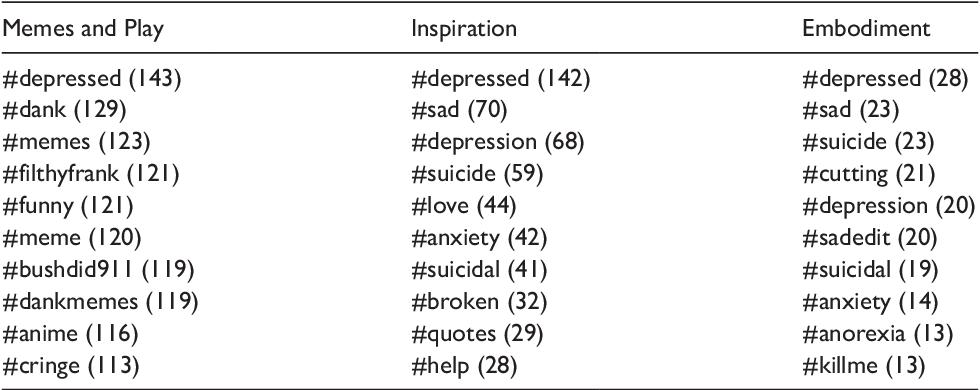 Memes and Play Inspiration Embodiment
#depressed (143) #depressed (142) #depressed (28)
#dank (129) #sad (70) #sad (23)
#memes (123) #depression (68) #suicide (23)
#filthyfrank (121) #suicide (59) #cutting (21)
#funny (121) #love (44) #depression (20)
#meme (120) #anxiety (42) #sadedit (20)
#bushdid911 (119) #suicidal (41) #suicidal (19)
#dankmemes (119) #broken (32) #anxiety (14)
#anime (116) #quotes (29) #anorexia (13)
#cringe (113) #help (28) #killme (13)